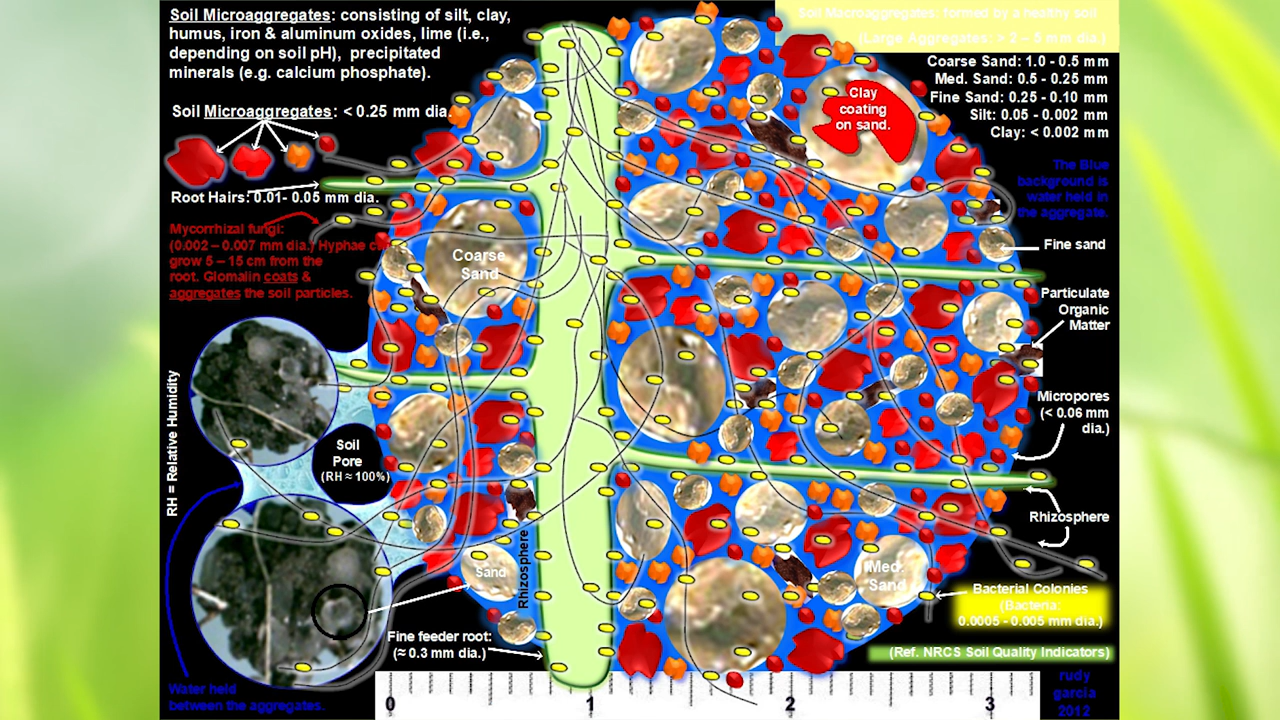 Soil Microaggregates: consisting of silt, clay,
humus, iron & aluminum oxides, lime (i.e.,
depending on soil pH), precipitated
minerals (e.g. calcium phosphate).
Soil Microaggregates: < 0.25 mm dia.
Root Hairs: 0.01- 0.05 mm dia.
Mycorrhizal fungi:
(0.002 – 0.007 mm dia.) Hyphae can
grow 5 – 15 cm from the
root. Glomalin coats &
aggregates the soil particles.
Soil Macroaggregates: formed by a healthy soil
(Large Aggregates: > 2 – 5 mm dia.)
Coarse Sand: 1.0 - 0.5 mm
Med. Sand: 0.5 - 0.25 mm
Fine Sand: 0.25 - 0.10 mm
Silt: 0.05 - 0.002 mm
Clay: < 0.002 mm
Clay
coating
on sand.
The Blue
background is
water held in
the aggregate.
Fine sand
Coarse
Sand
Particulate
Organic
Matter
Micropores
(< 0.06 mm
dia.)
RH = Relative Humidity
Soil
Pore
(RH ≈ 100%)
Rhizosphere
Rhizosphere
Sand
Med.
Sand
Bacterial Colonies
(Bacteria:
0.0005 - 0.005 mm dia.)
Fine feeder root:
(≈ 0.3 mm dia.)
(Ref. NRCS Soil Quality Indicators)
Water held
between the aggregates.
0 1 2 3
rudy
garcia
2012